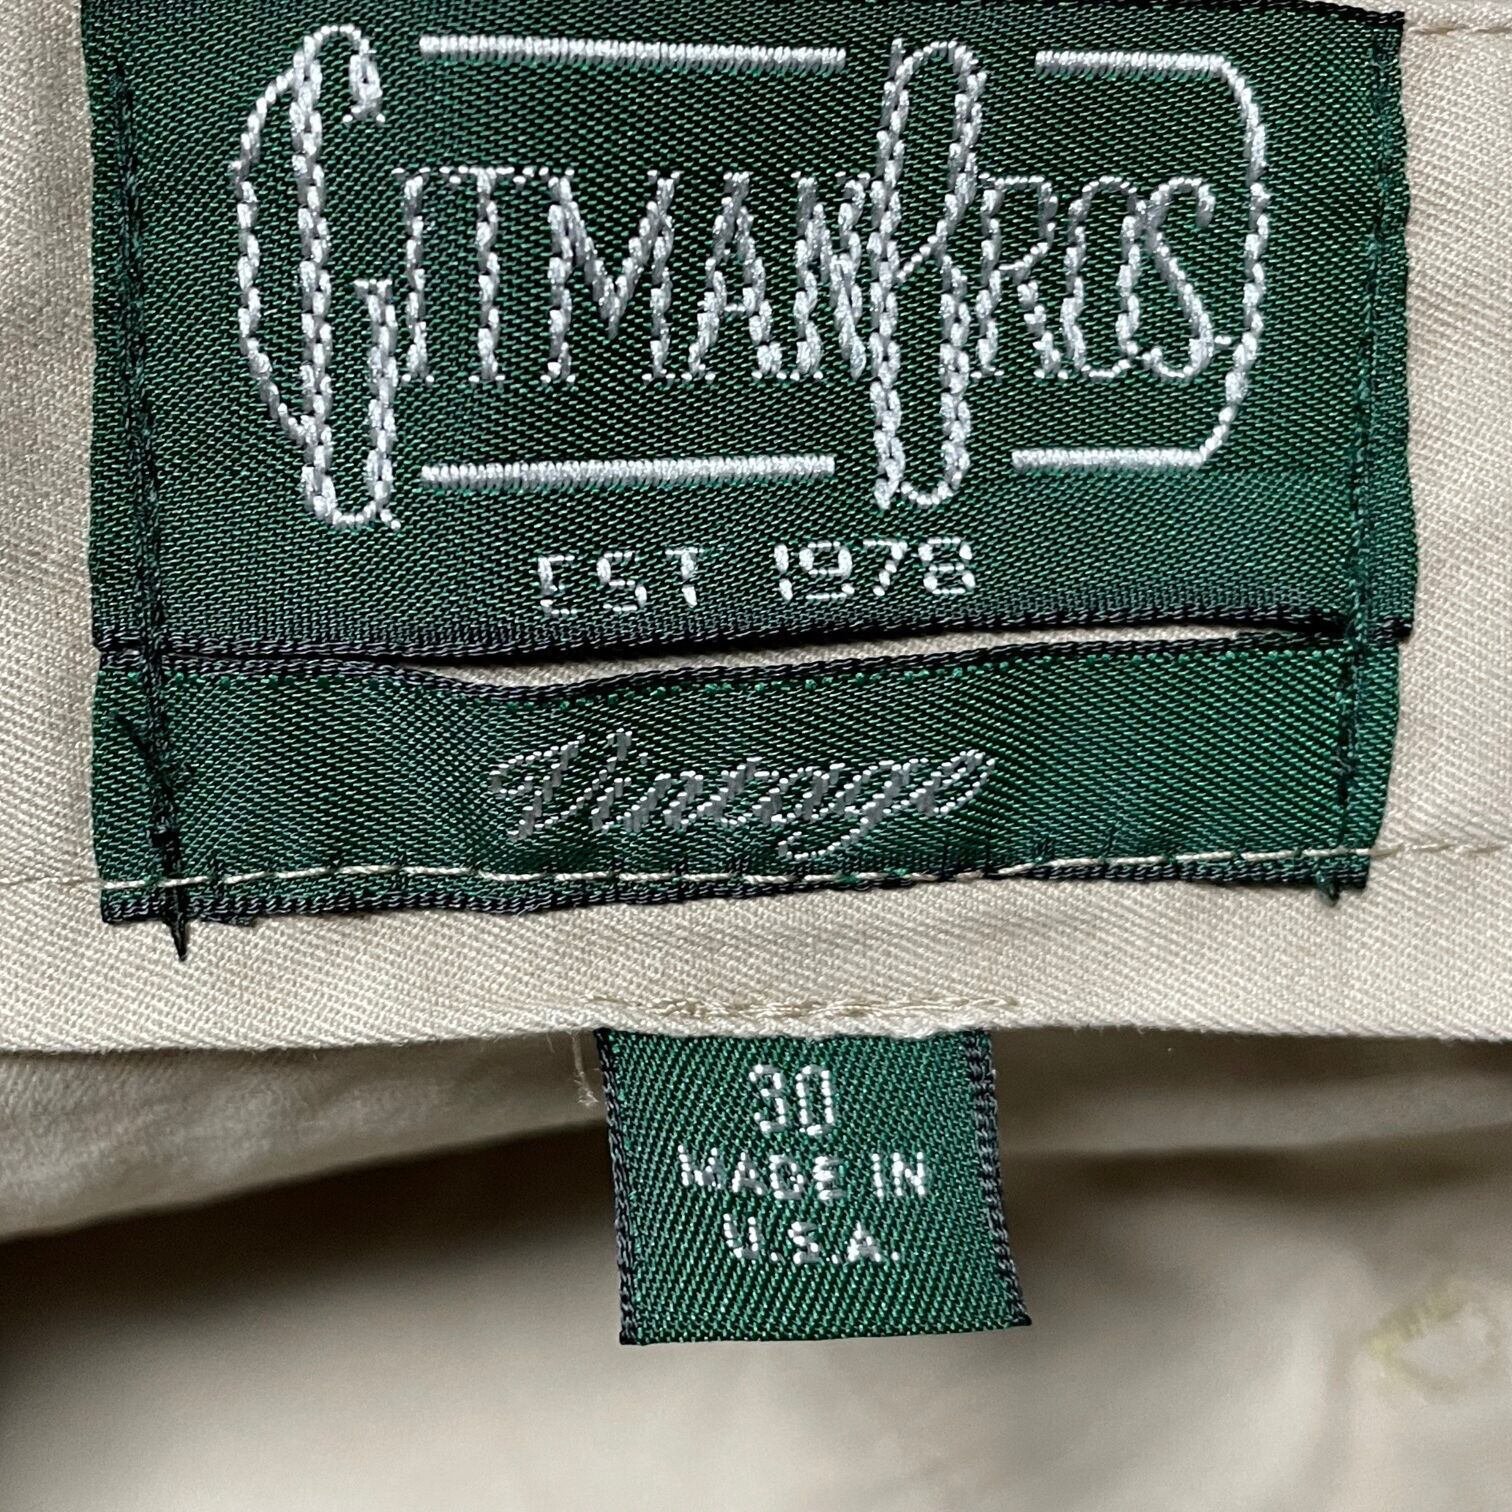 GITMAN BROS
EST 1978
Vintage
30
MADE IN
U.S.A.